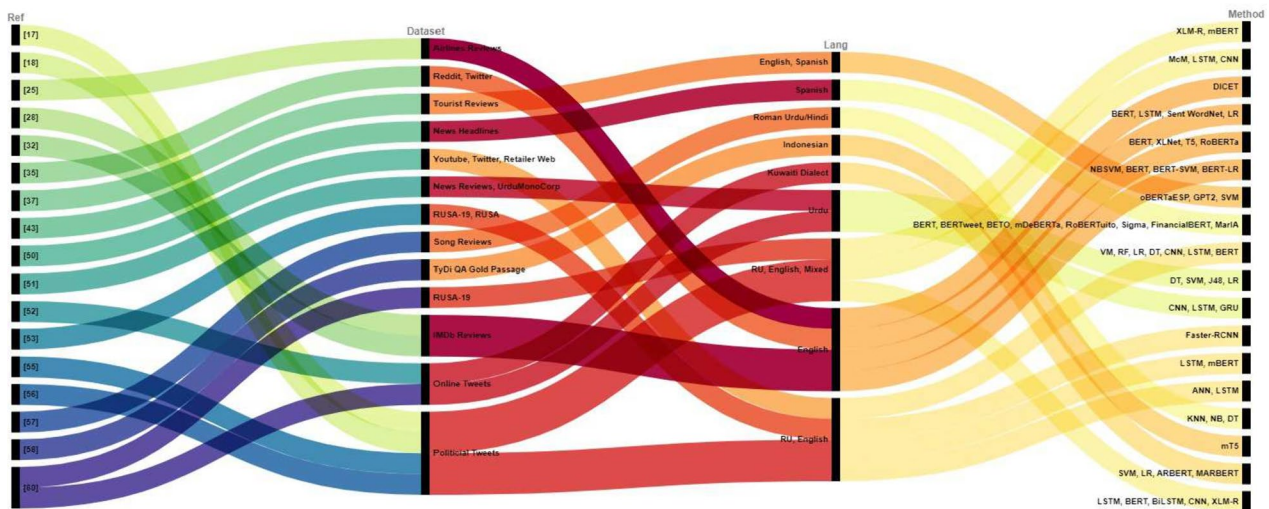 Ref
[17]
[18]
[25]
[28]
[32]
[35]
[37]
[43]
[50]
[51]
[52]
[53]
[55]
[56]
[57]
[58]
[60]
Dataset
Airlines Reviews
Reddit, Twitter
Tourist Reviews
News Headlines
Youtube, Twitter, Retailer Web
News Reviews, UrduMonoCorp
RUSA-19, RUSA
Song Reviews
TyDi QA Gold Passage
RUSA-19
IMDb Reviews
Online Tweets
Politicial Tweets
Lang
English, Spanish
Spanish
Roman Urdu/Hindi
Indonesian
Kuwaiti Dialect
Urdu
RU, English, Mixed
English
RU, English
Method
XLM-R, mBERT
McM, LSTM, CNN
DICET
BERT, LSTM, Sent WordNet, LR
BERT, XLNet, T5, RoBERTa
NBSVM, BERT, BERT-SVM, BERT-LR
oBERTaESP, GPT2, SVM
BERT, BERTweet, BETO, mDeBERTa, RoBERTuito, Sigma, FinancialBERT, MarIA
VM, RF, LR, DT, CNN, LSTM, BERT
DT, SVM, J48, LR
CNN, LSTM, GRU
Faster-RCNN
LSTM, mBERT
ANN, LSTM
KNN, NB, DT
mT5
SVM, LR, ARBERT, MARBERT
LSTM, BERT, BiLSTM, CNN, XLM-R